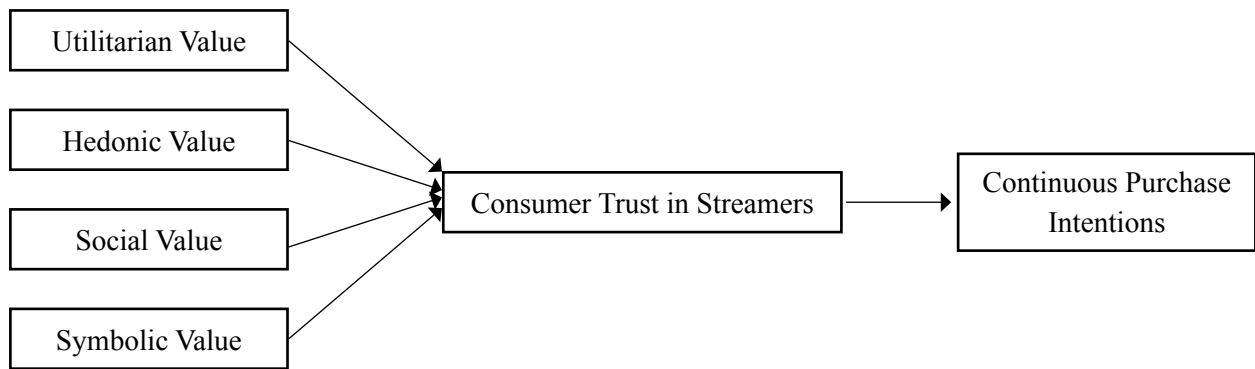 Utilitarian Value
Hedonic Value
Social Value
Symbolic Value
Consumer Trust in Streamers
Continuous Purchase
Intentions